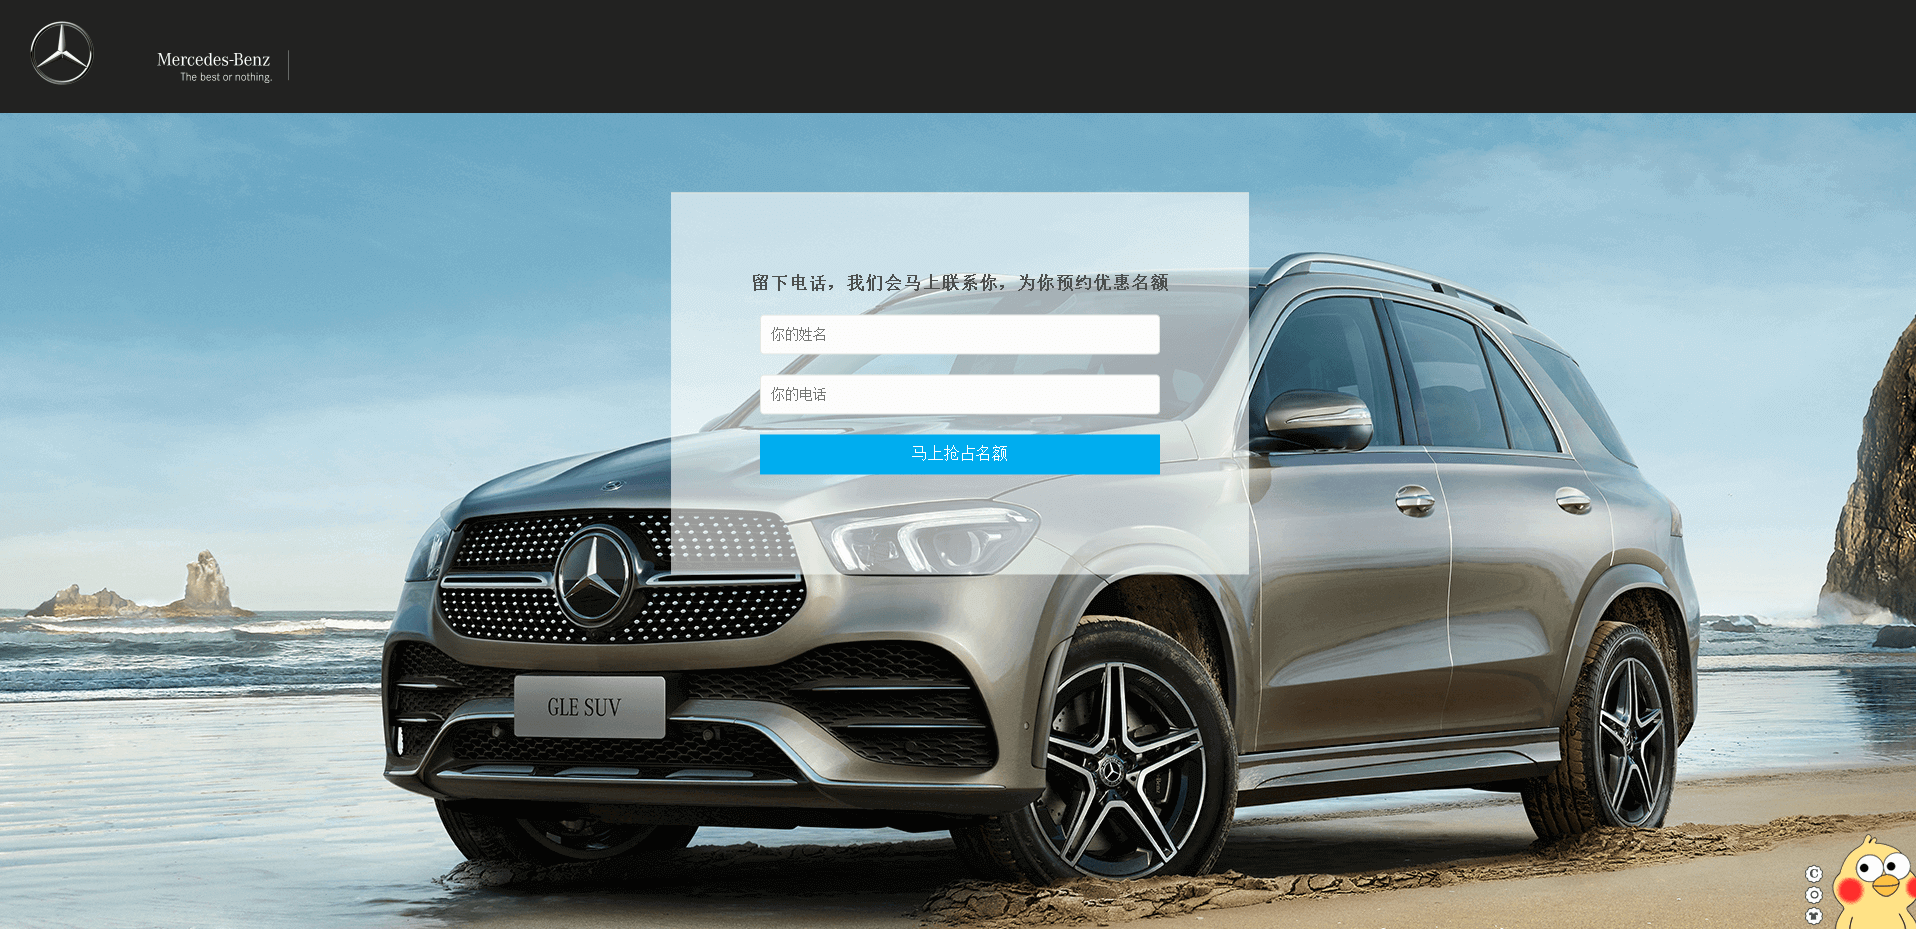 Mercedes-Benz
The best or nothing.
留下电话，我们会马上联系你，为你预约优惠名额
你的姓名
你的电话
马上抢占名额
GLE SUV
C